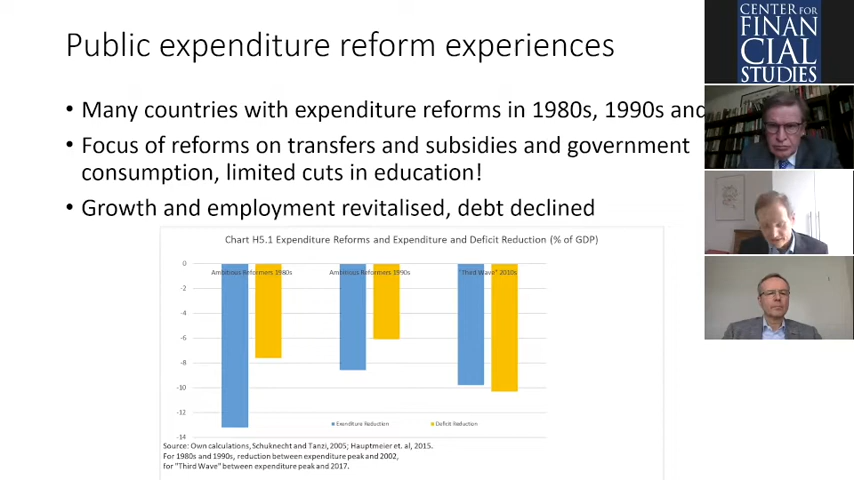 Public expenditure reform experiences
• Many countries with expenditure reforms in 1980s, 1990s and
• Focus of reforms on transfers and subsidies and government
consumption, limited cuts in education!
• Growth and employment revitalised, debt declined
Chart H5.1 Expenditure Reforms and Expenditure and Deficit Reduction (% of GDP)
0
Ambitious Reformers 1980s
Ambitious Reformers 1990s
"Third Wave" 2010s
-2
-4
-6
-8
-10
-12
-14
Exenditure Reduction
Deficit Reduction
Source: Own calculations, Schuknecht and Tanzi, 2005; Hauptmeier et. al, 2015.
For 1980s and 1990s, reduction between expenditure peak and 2002,
for "Third Wave" between expenditure peak and 2017.
CENTER FOR
FINAN
CIAL
STUDIES